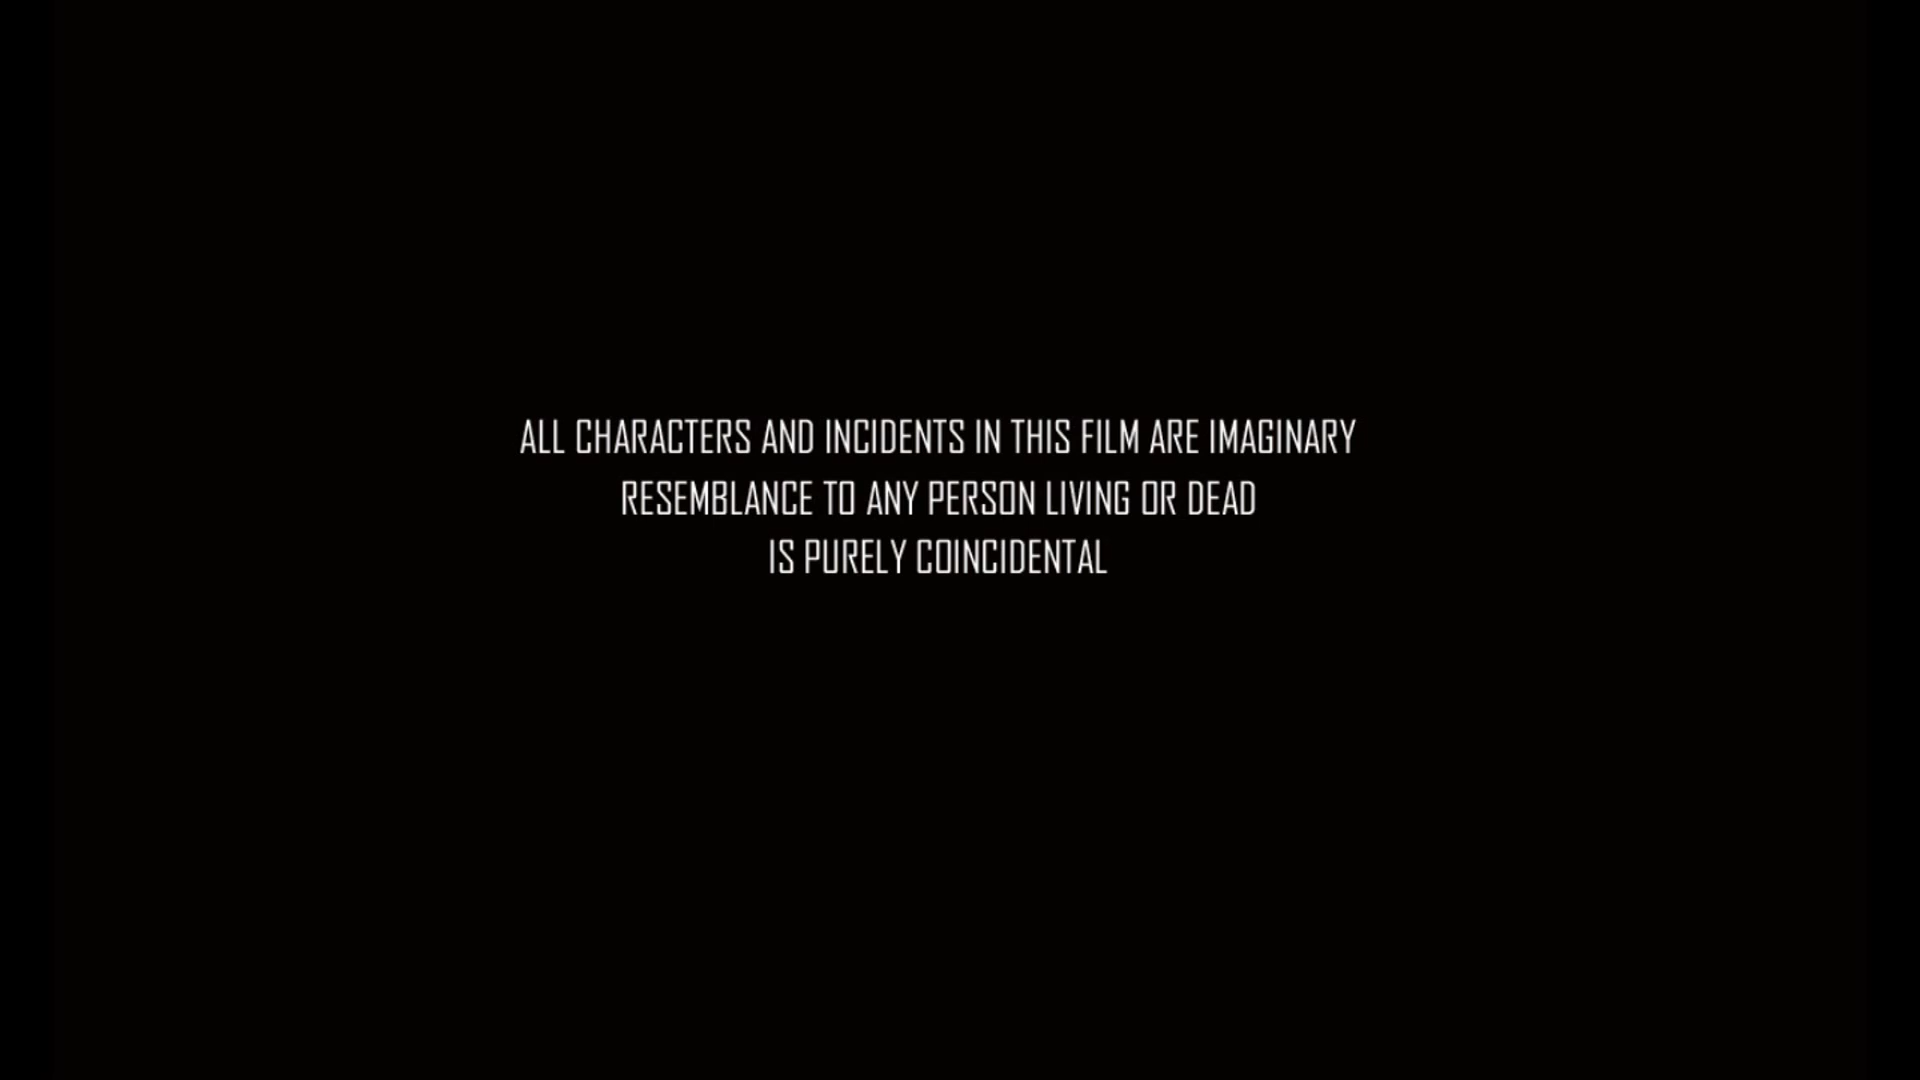 ALL CHARACTERS AND INCIDENTS IN THIS FILM ARE IMAGINARY
RESEMBLANCE TO ANY PERSON LIVING OR DEAD
IS PURELY COINCIDENTAL